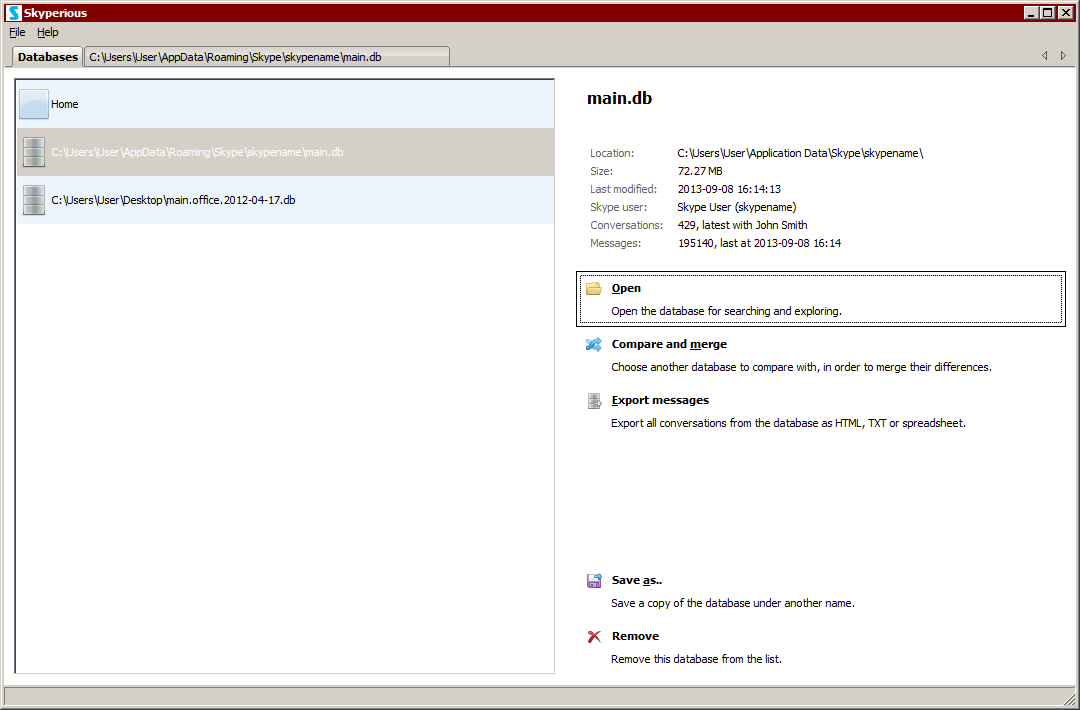 Skyperious
File Help
Databases C:\Users\User\AppData\Roaming\Skype\skypename\main.db
Home
C:\Users\User\AppData\Roaming\Skype\skypename\main.db
C:\Users\User\Desktop\main.office.2012-04-17.db
main.db
Location: C:\Users\User\Application Data\Skype\skypename\
Size: 72.27 MB
Last modified: 2013-09-08 16:14:13
Skype user: Skype User (skypename)
Conversations: 429, latest with John Smith
Messages: 195140, last at 2013-09-08 16:14
Open
Open the database for searching and exploring.
Compare and merge
Choose another database to compare with, in order to merge their differences.
Export messages
Export all conversations from the database as HTML, TXT or spreadsheet.
Save as..
Save a copy of the database under another name.
Remove
Remove this database from the list.